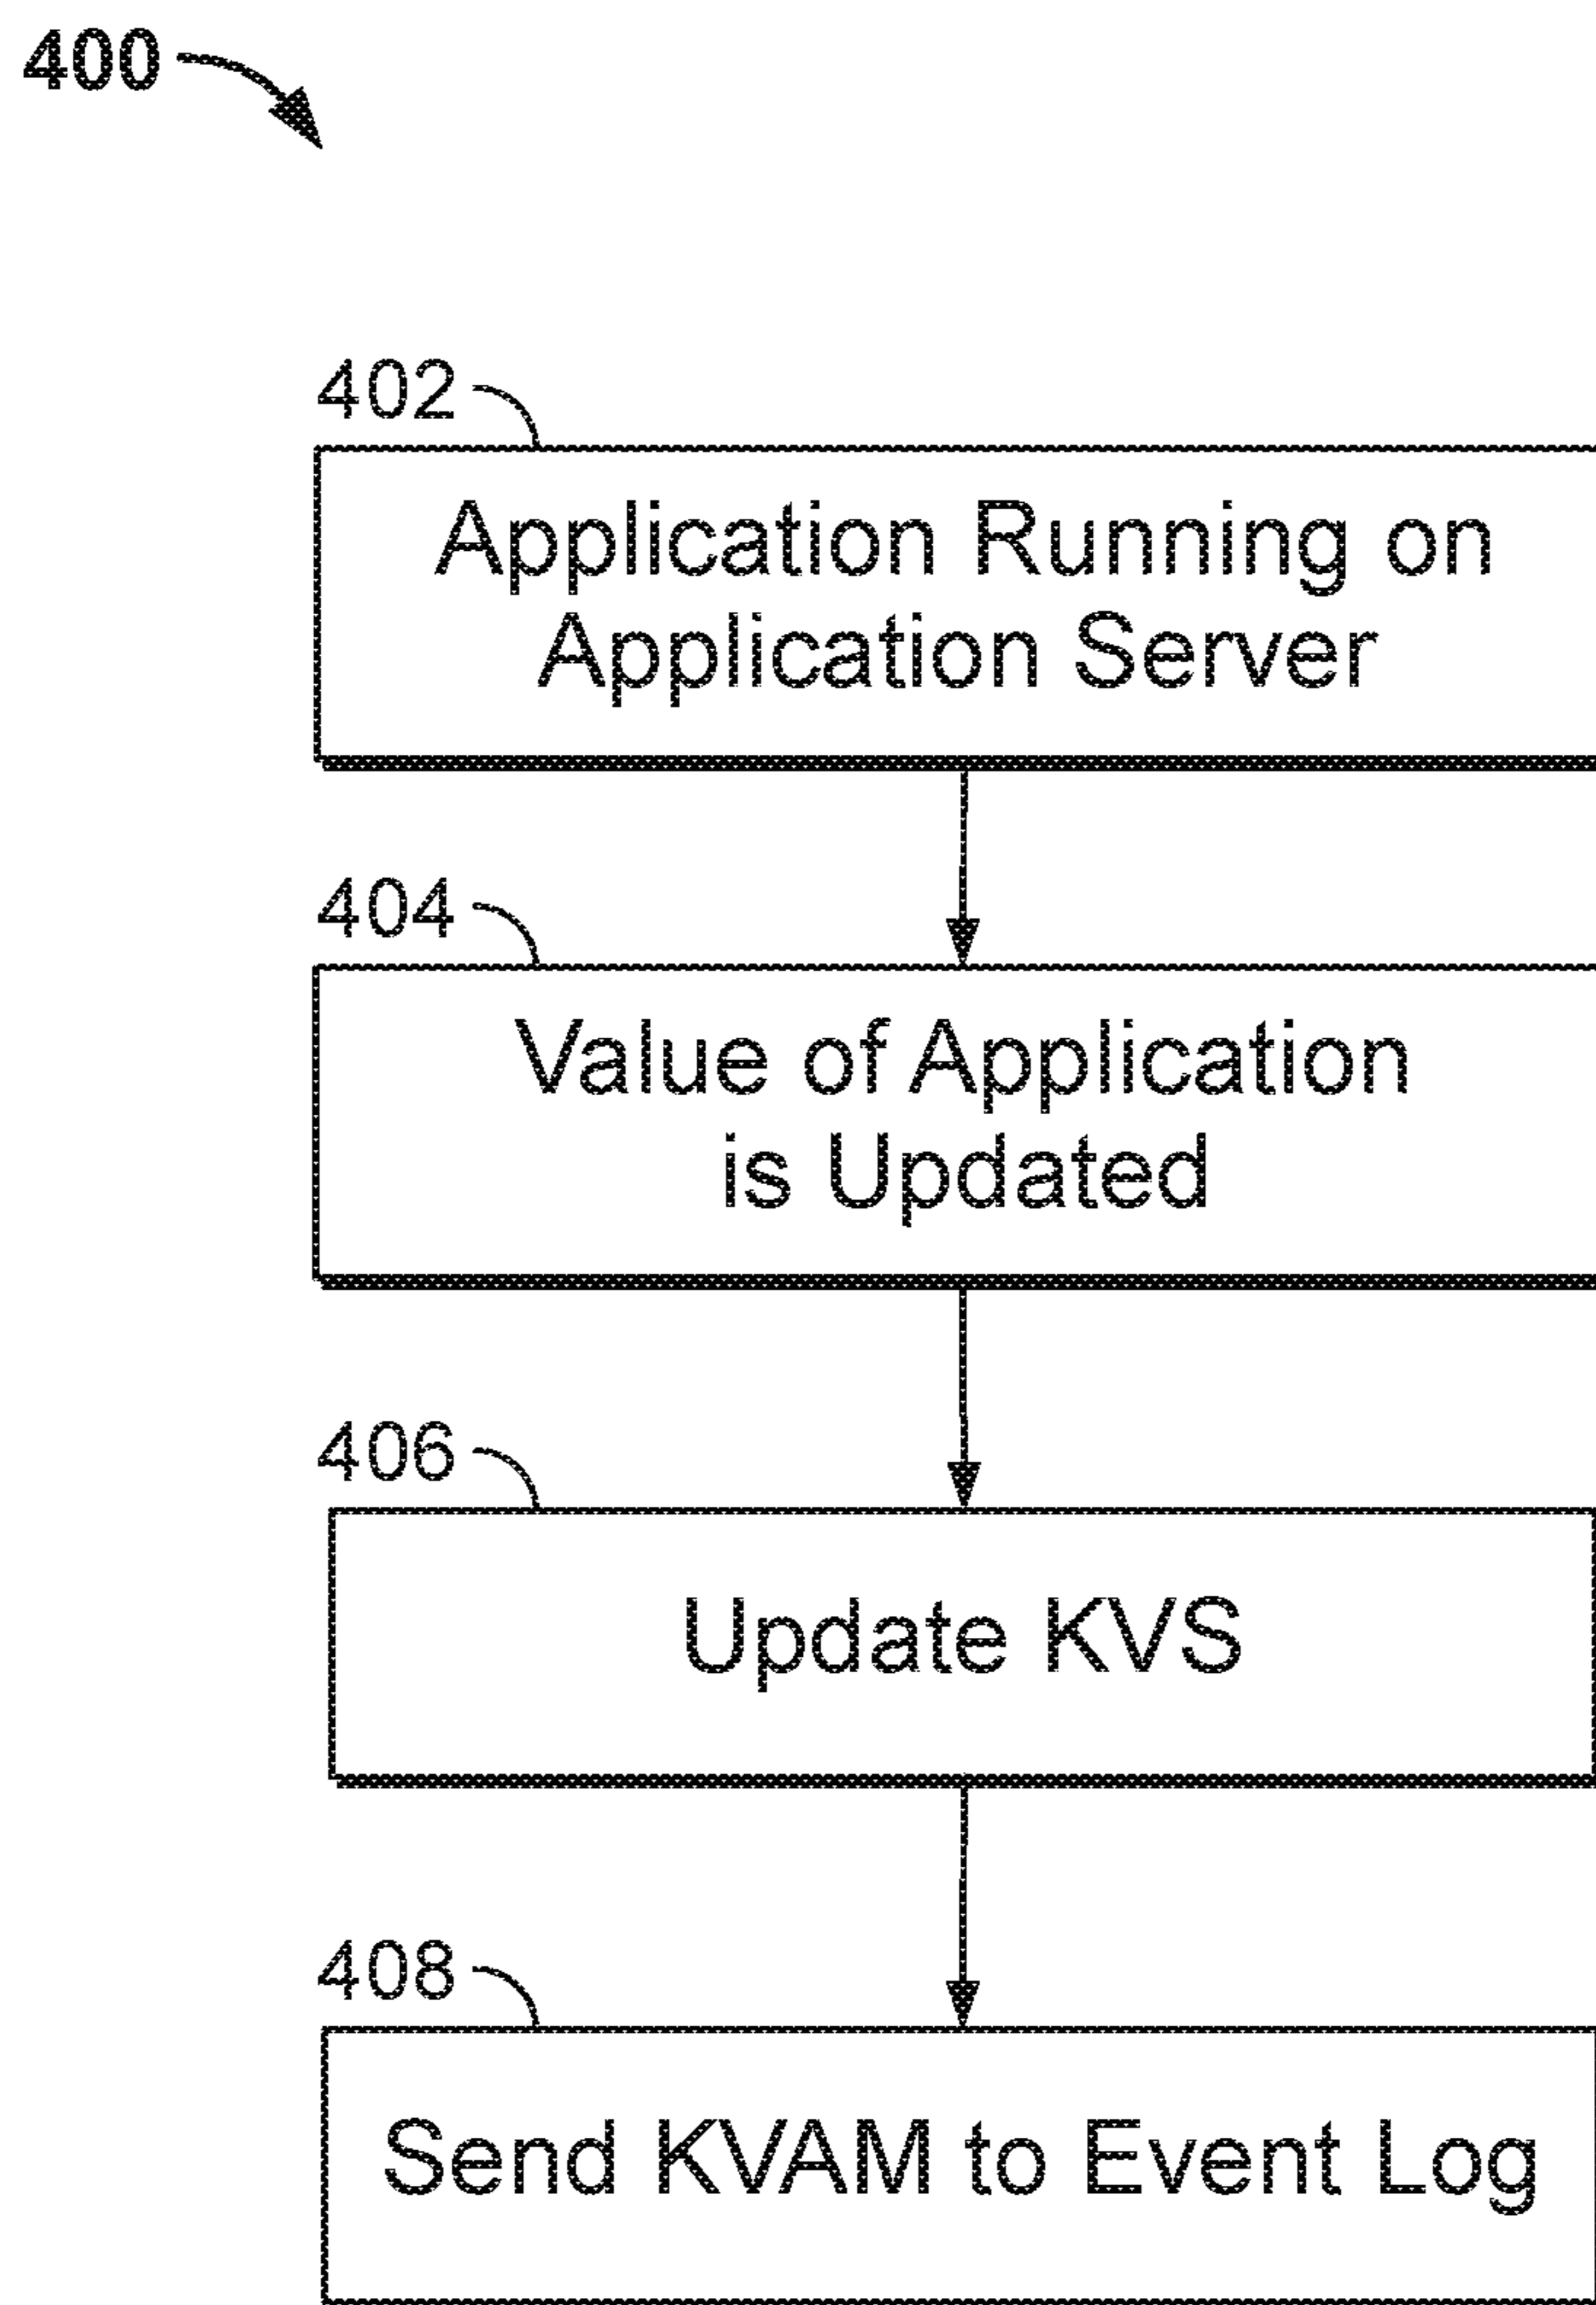 400
402
Application Running on
Application Server
404
Value of Application
is Updated
406
Update KVS
408
Send KVAM to Event Log